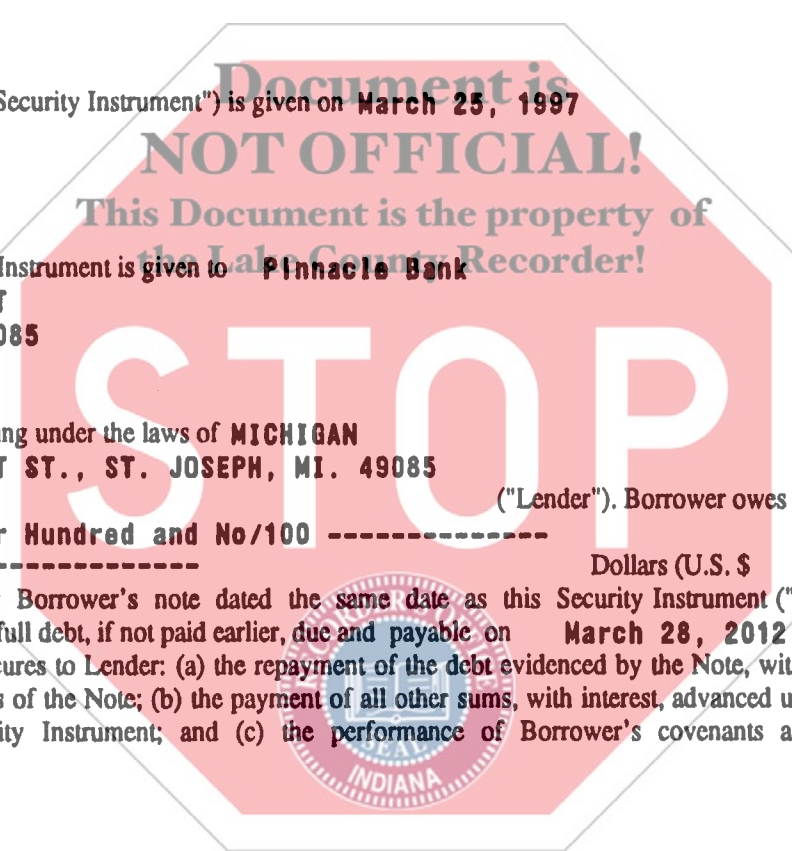 Document is
Security Instrument") is given on March 25, 1997
NOT OFFICIAL!
This Document is the property of
the Lake County Recorder!
Instrument is given to Pinnacle Bank
T
085
STOP
ing under the laws of MICHIGAN
T ST., ST. JOSEPH, MI. 49085
("Lender"). Borrower owes
r Hundred and No/100 ---------------
---------------
Dollars (U.S. $
Borrower's note dated the same date as this Security Instrument ("
full debt, if not paid earlier, due and payable on March 28, 2012
cures to Lender: (a) the repayment of the debt evidenced by the Note, wit
s of the Note; (b) the payment of all other sums, with interest, advanced u
ity Instrument; and (c) the performance of Borrower's covenants a
SEAL
INDIANA